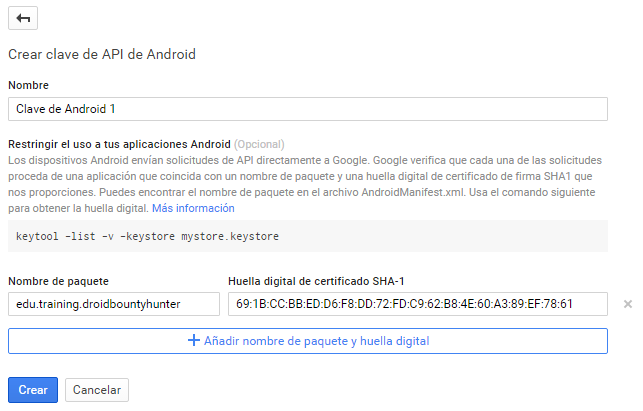 Crear clave de API de Android
Nombre
Clave de Android 1
Restringir el uso a tus aplicaciones Android (Opcional)
Los dispositivos Android envían solicitudes de API directamente a Google. Google verifica que cada una de las solicitudes
proceda de una aplicación que coincida con un nombre de paquete y una huella digital de certificado de firma SHA1 que
nos proporciones. Puedes encontrar el nombre de paquete en el archivo AndroidManifest.xml. Usa el comando siguiente
para obtener la huella digital. Más información
keytool -list -v -keystore mystore.keystore
Nombre de paquete Huella digital de certificado SHA-1
edu.training.droidbountyhunter 69:1B:CC:BB:ED:D6:F8:DD:72:FD:C9:62:B8:4E:60:A3:89:EF:78:61
+ Añadir nombre de paquete y huella digital
Crear Cancelar